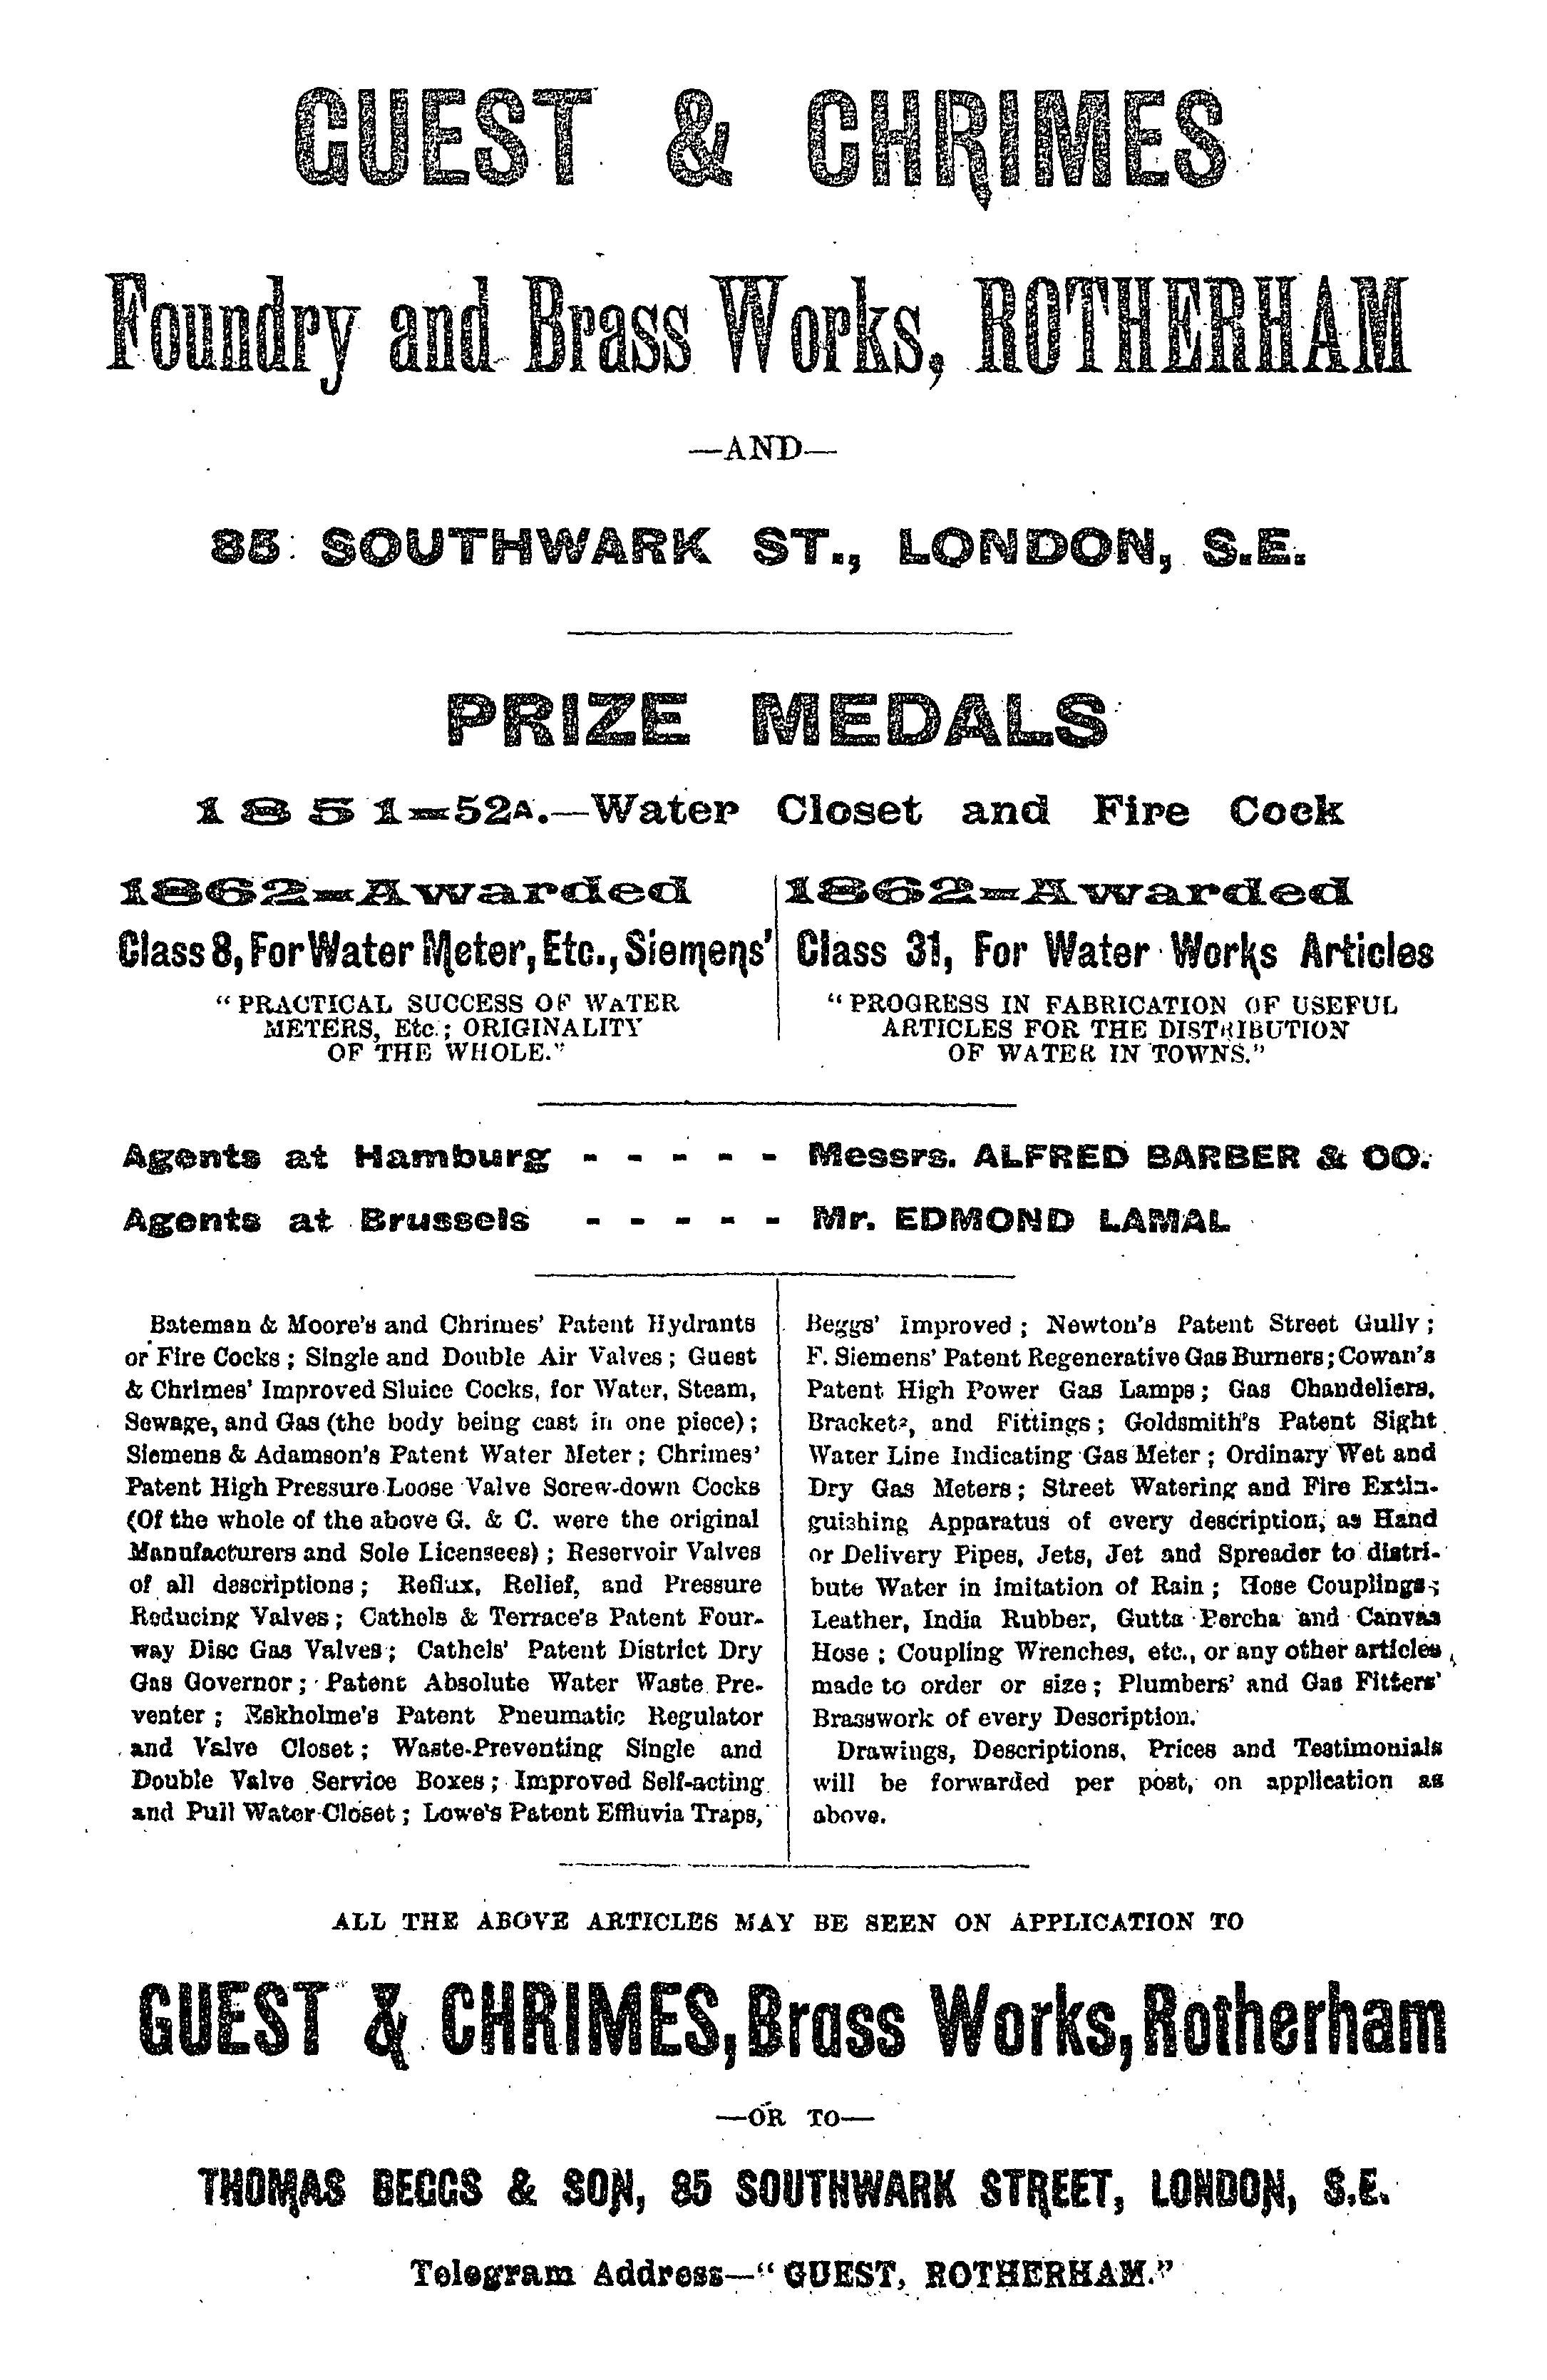 GUEST & CHRIMES
Foundry and Brass Works, ROTHERHAM
—AND—
85 SOUTHWARK ST., LONDON, S.E.
PRIZE MEDALS
1851=52A.—Water Closet and Fire Cock
1862=Awarded
Class 8, For Water Meter, Etc., Siemens'
"PRACTICAL SUCCESS OF WATER
METERS, Etc.; ORIGINALITY
OF THE WHOLE."
1862=Awarded
Class 31, For Water Works Articles
"PROGRESS IN FABRICATION OF USEFUL
ARTICLES FOR THE DISTRIBUTION
OF WATER IN TOWNS."
Agents at Hamburg - - - - - Messrs. ALFRED BARBER & CO.
Agents at Brussels - - - - - Mr. EDMOND LAMAL
Bateman & Moore's and Chrimes' Patent Hydrants
or Fire Cocks; Single and Double Air Valves; Guest
& Chrimes' Improved Sluice Cocks, for Water, Steam,
Sewage, and Gas (the body being cast in one piece);
Siemens & Adamson's Patent Water Meter; Chrimes'
Patent High Pressure Loose Valve Screw-down Cocks
(Of the whole of the above G. & C. were the original
Manufacturers and Sole Licensees); Reservoir Valves
of all descriptions; Reflux, Relief, and Pressure
Reducing Valves; Cathels & Terrace's Patent Four-
way Disc Gas Valves; Cathels' Patent District Dry
Gas Governor; Patent Absolute Water Waste Pre-
venter; Eskholme's Patent Pneumatic Regulator
and Valve Closet; Waste-Preventing Single and
Double Valve Service Boxes; Improved Self-acting
and Pull Water Closet; Lowe's Patent Effluvia Traps,
Beggs' Improved; Newton's Patent Street Gully;
F. Siemens' Patent Regenerative Gas Burners; Cowan's
Patent High Power Gas Lamps; Gas Chandeliers,
Brackets, and Fittings; Goldsmith's Patent Sight
Water Line Indicating Gas Meter; Ordinary Wet and
Dry Gas Meters; Street Watering and Fire Extin-
guishing Apparatus of every description, as Hand
or Delivery Pipes, Jets, Jet and Spreader to distri-
bute Water in imitation of Rain; Hose Couplings;
Leather, India Rubber, Gutta Percha and Canvas
Hose; Coupling Wrenches, etc., or any other articles
made to order or size; Plumbers' and Gas Fitters'
Brasswork of every Description.
Drawings, Descriptions, Prices and Testimonials
will be forwarded per post, on application as
above.
ALL THE ABOVE ARTICLES MAY BE SEEN ON APPLICATION TO
GUEST & CHRIMES, Brass Works, Rotherham
—OR TO—
THOMAS BEGGS & SON, 85 SOUTHWARK STREET, LONDON, S.E.
Telegram Address—"GUEST, ROTHERHAM."